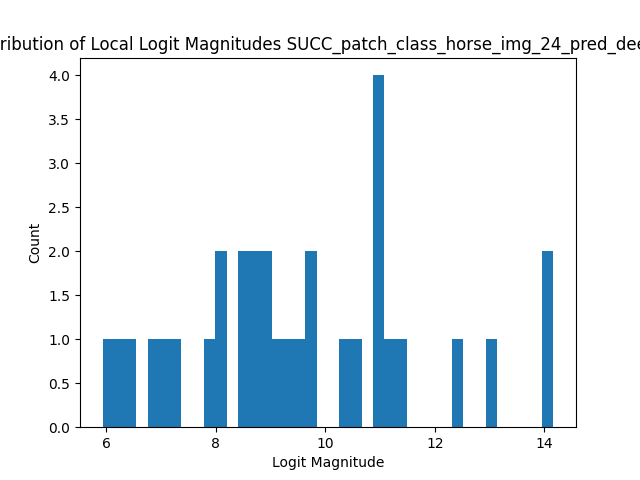 ribution of Local Logit Magnitudes SUCC_patch_class_horse_img_24_pred_dee
4.0
3.5
3.0
2.5
2.0
1.5
1.0
0.5
0.0
Count
6 8 10 12 14
Logit Magnitude